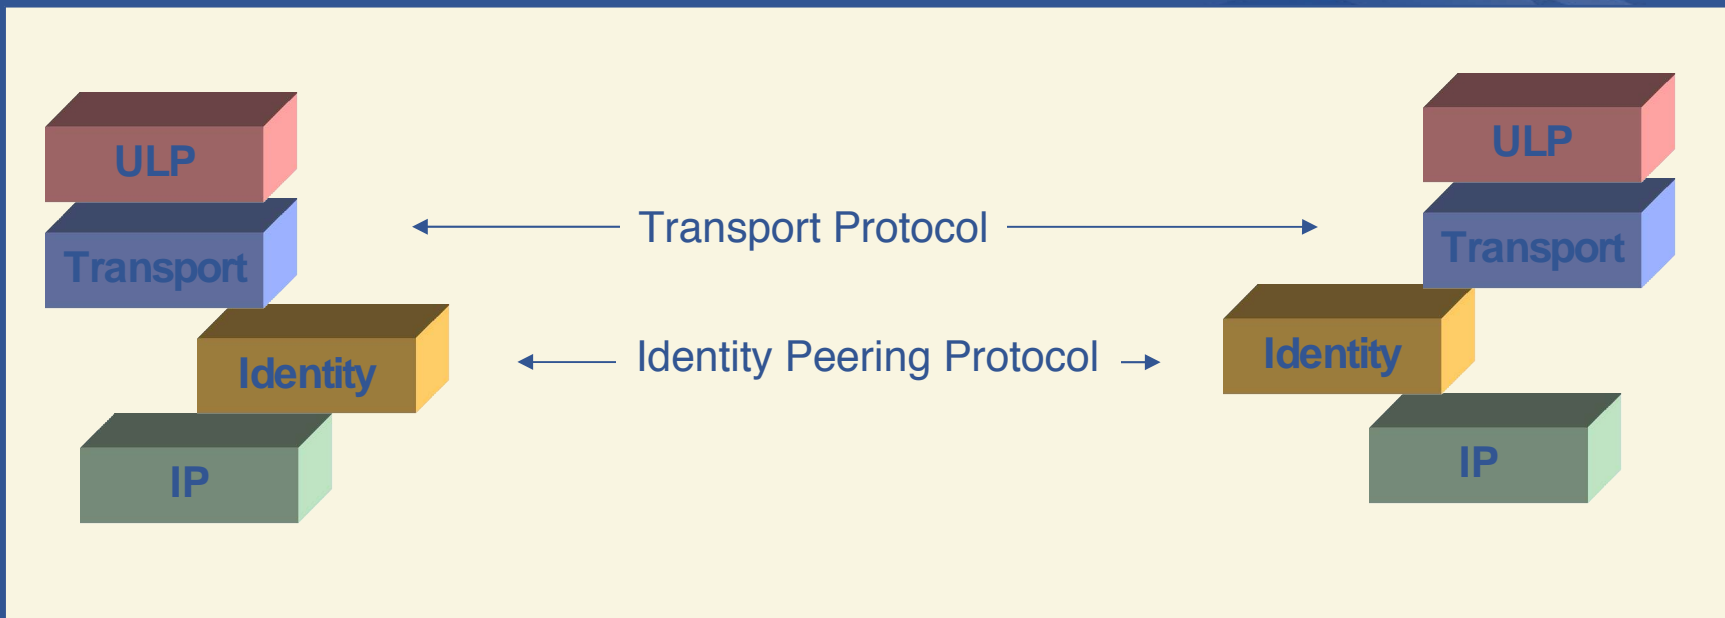 ULP
Transport
Identity
IP
Transport Protocol
Identity Peering Protocol
ULP
Transport
Identity
IP